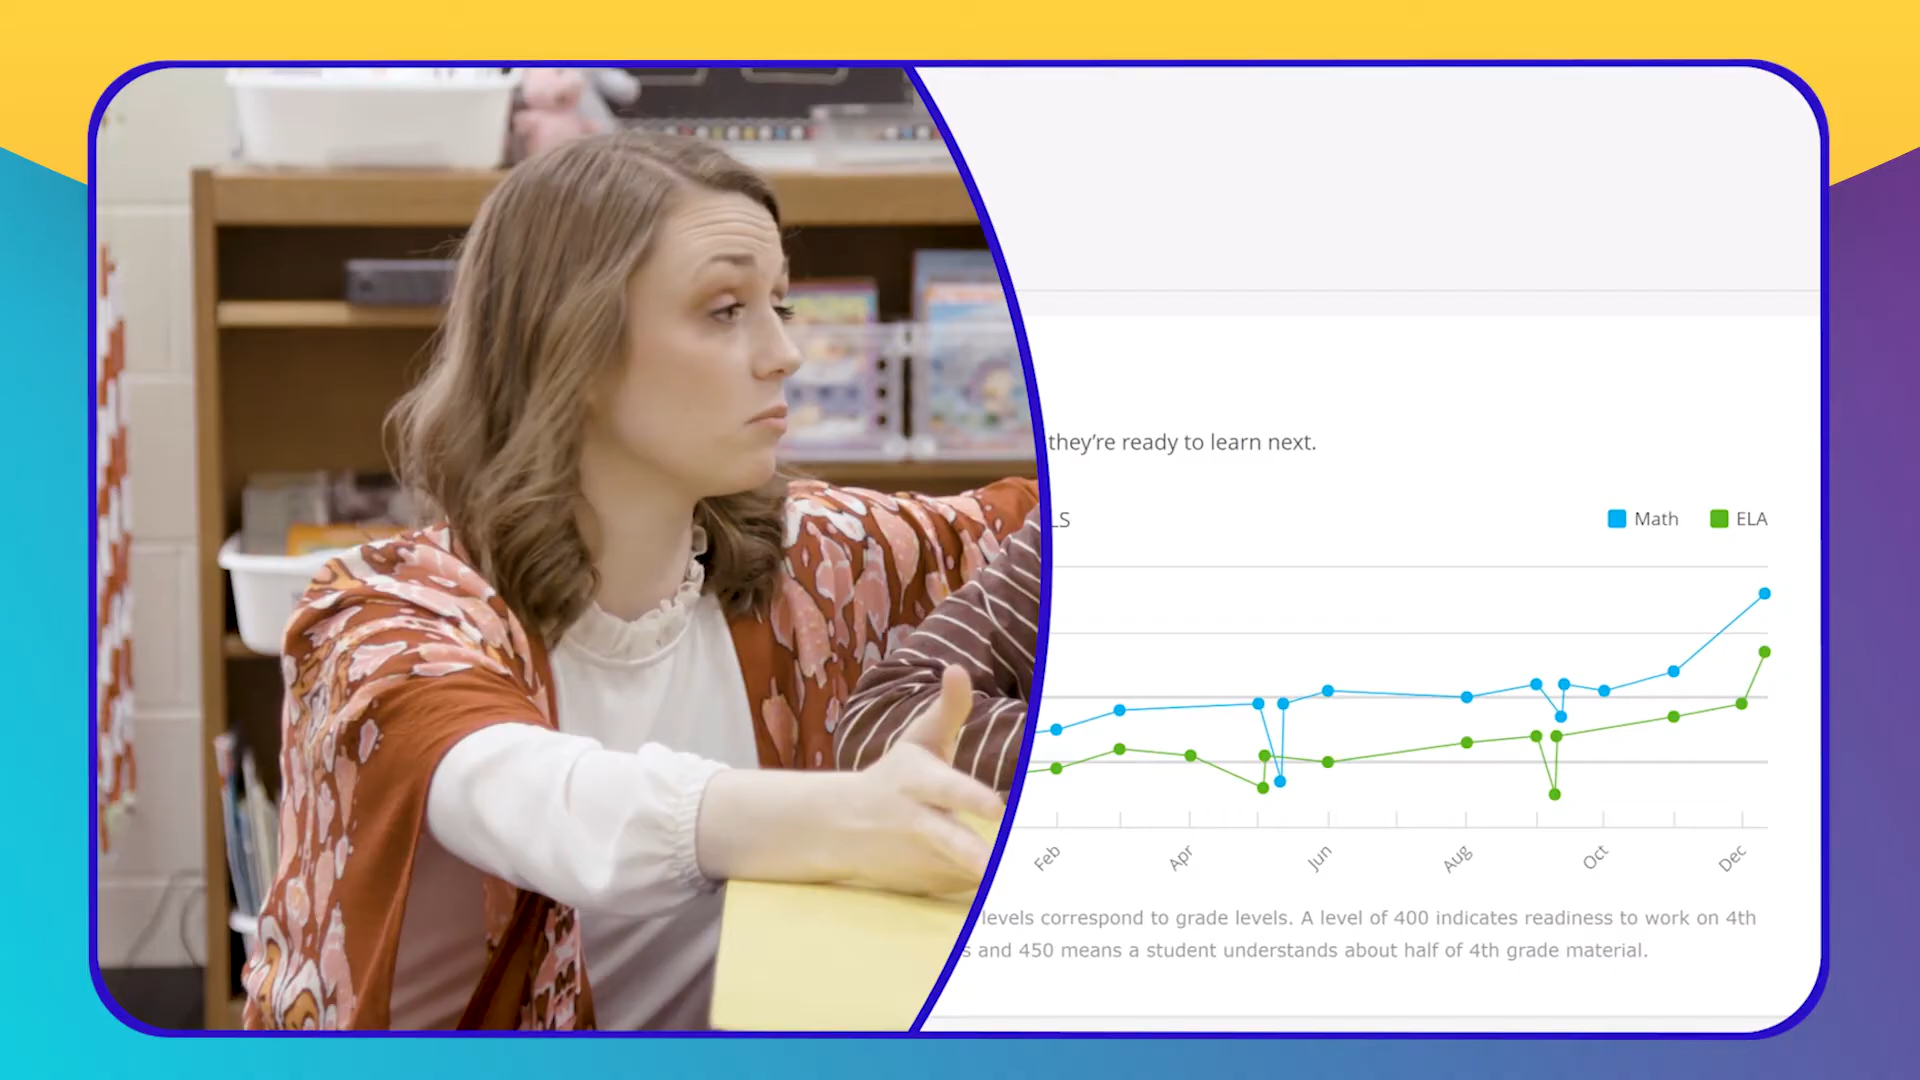 they’re ready to learn next.
LS
Math
ELA
Feb
Apr
Jun
Aug
Oct
Dec
levels correspond to grade levels. A level of 400 indicates readiness to work on 4th
s and 450 means a student understands about half of 4th grade material.